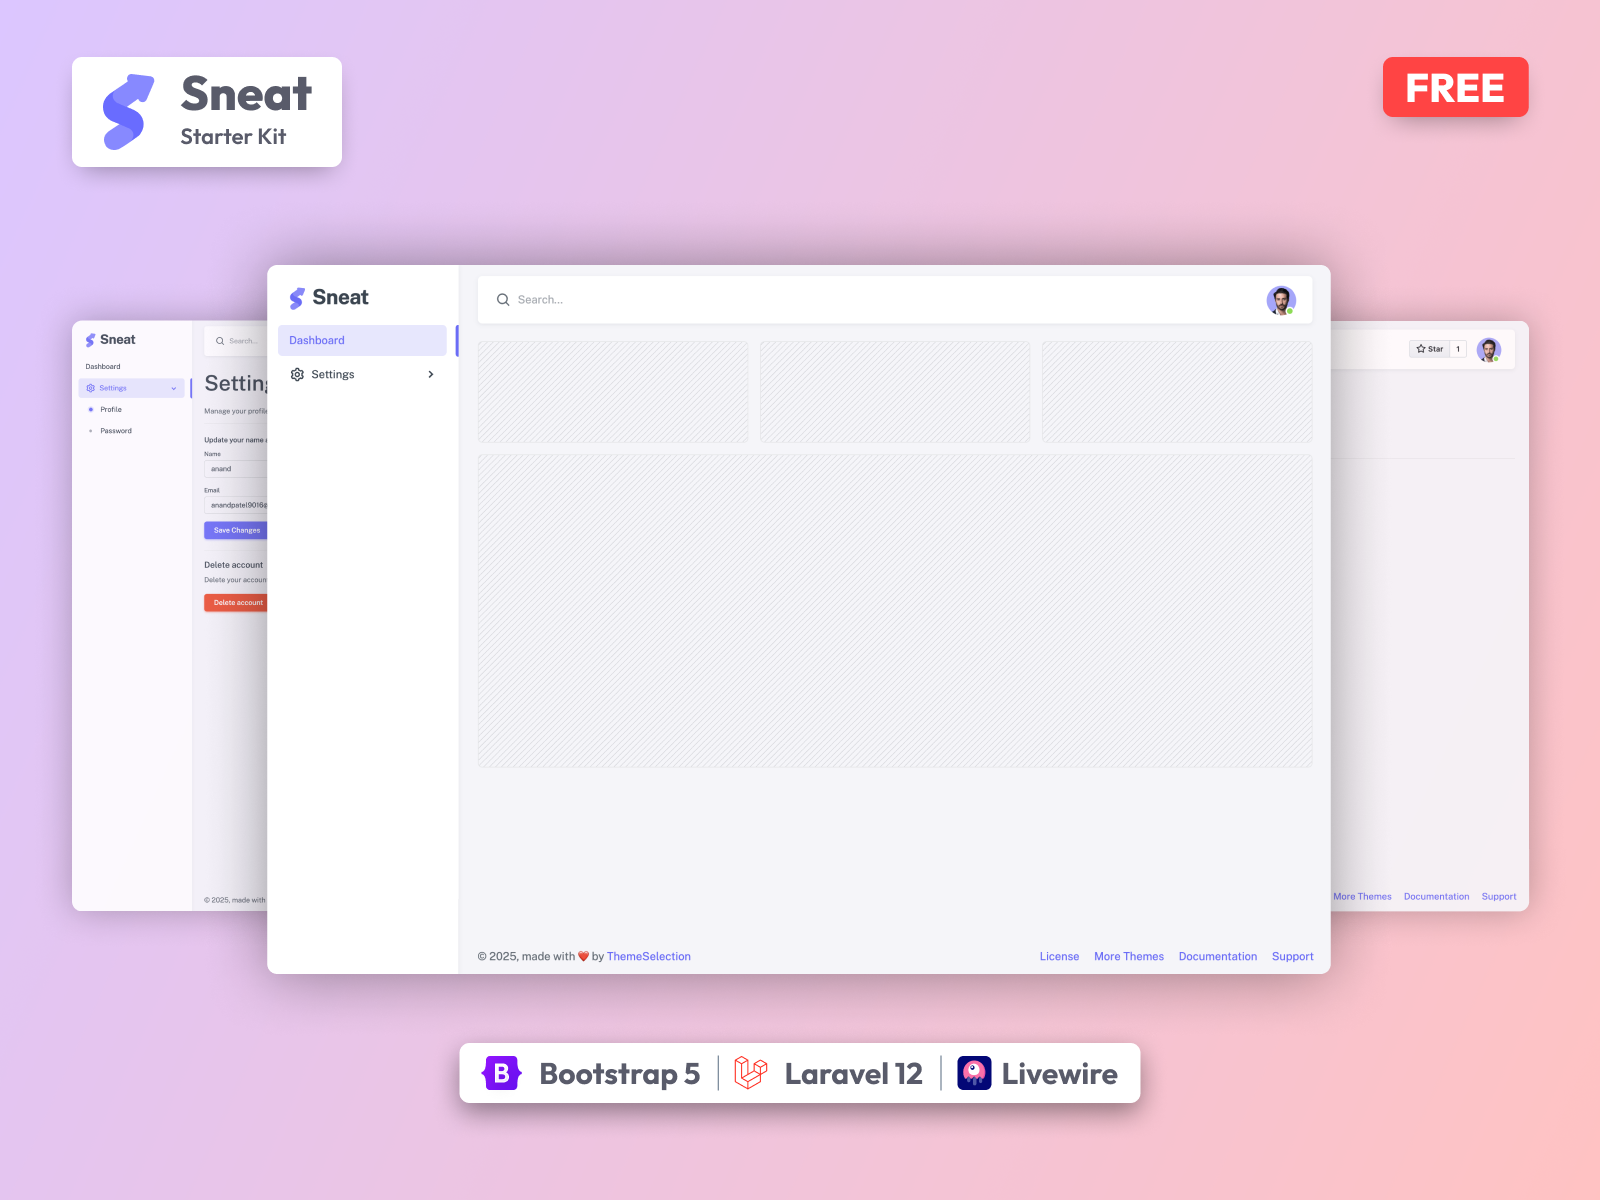 Sneat
Starter Kit
FREE
Sneat
Dashboard
Settings
Profile
Password
Search...
Manage your profile
Update your name
Name
anand
Email
anandpatel9016@
Save Changes
Delete account
Delete your account
Delete account
© 2025, made with
Sneat
Dashboard
Settings
Search...
© 2025, made with ❤️ by ThemeSelection
License More Themes Documentation Support
Star 1
More Themes Documentation Support
B Bootstrap 5 | Laravel 12 | Livewire